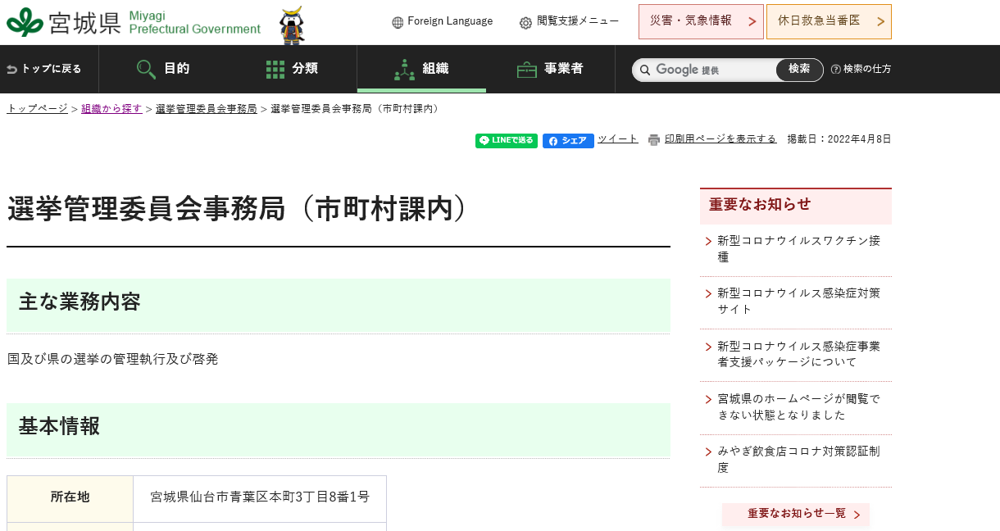 宮城県 Miyagi Prefectural Government
Foreign Language
閲覧支援メニュー
災害・気象情報
休日救急当番医
トップに戻る
目的
分類
組織
事業者
Google 提供
検索
検索の仕方
トップページ > 組織から探す > 選挙管理委員会事務局 > 選挙管理委員会事務局（市町村課内）
LINEで送る
シェア
ツイート
印刷用ページを表示する
掲載日：2022年4月8日
選挙管理委員会事務局（市町村課内）
主な業務内容
国及び県の選挙の管理執行及び啓発
基本情報
所在地
宮城県仙台市青葉区本町3丁目8番1号
重要なお知らせ
新型コロナウイルスワクチン接
種
新型コロナウイルス感染症対策
サイト
新型コロナウイルス感染症事業
者支援パッケージについて
宮城県のホームページが閲覧で
きない状態となりました
みやぎ飲食店コロナ対策認証制
度
重要なお知らせ一覧